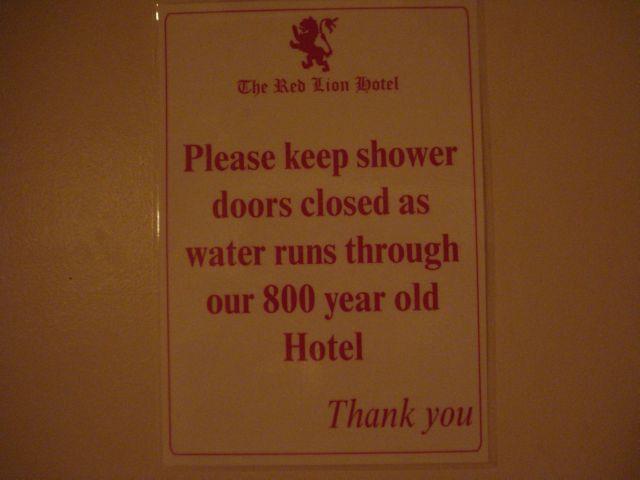 The Red Lion Hotel
Please keep shower
doors closed as
water runs through
our 800 year old
Hotel
Thank you